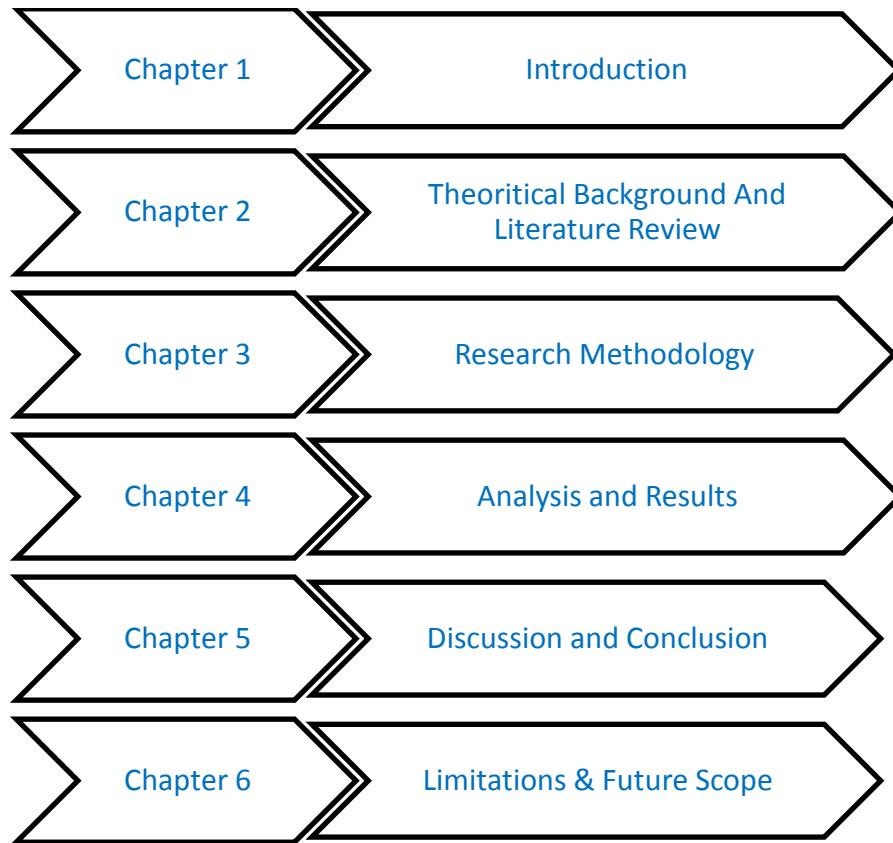 Chapter 1
Introduction
Chapter 2
Theoritical Background And
Literature Review
Chapter 3
Research Methodology
Chapter 4
Analysis and Results
Chapter 5
Discussion and Conclusion
Chapter 6
Limitations & Future Scope